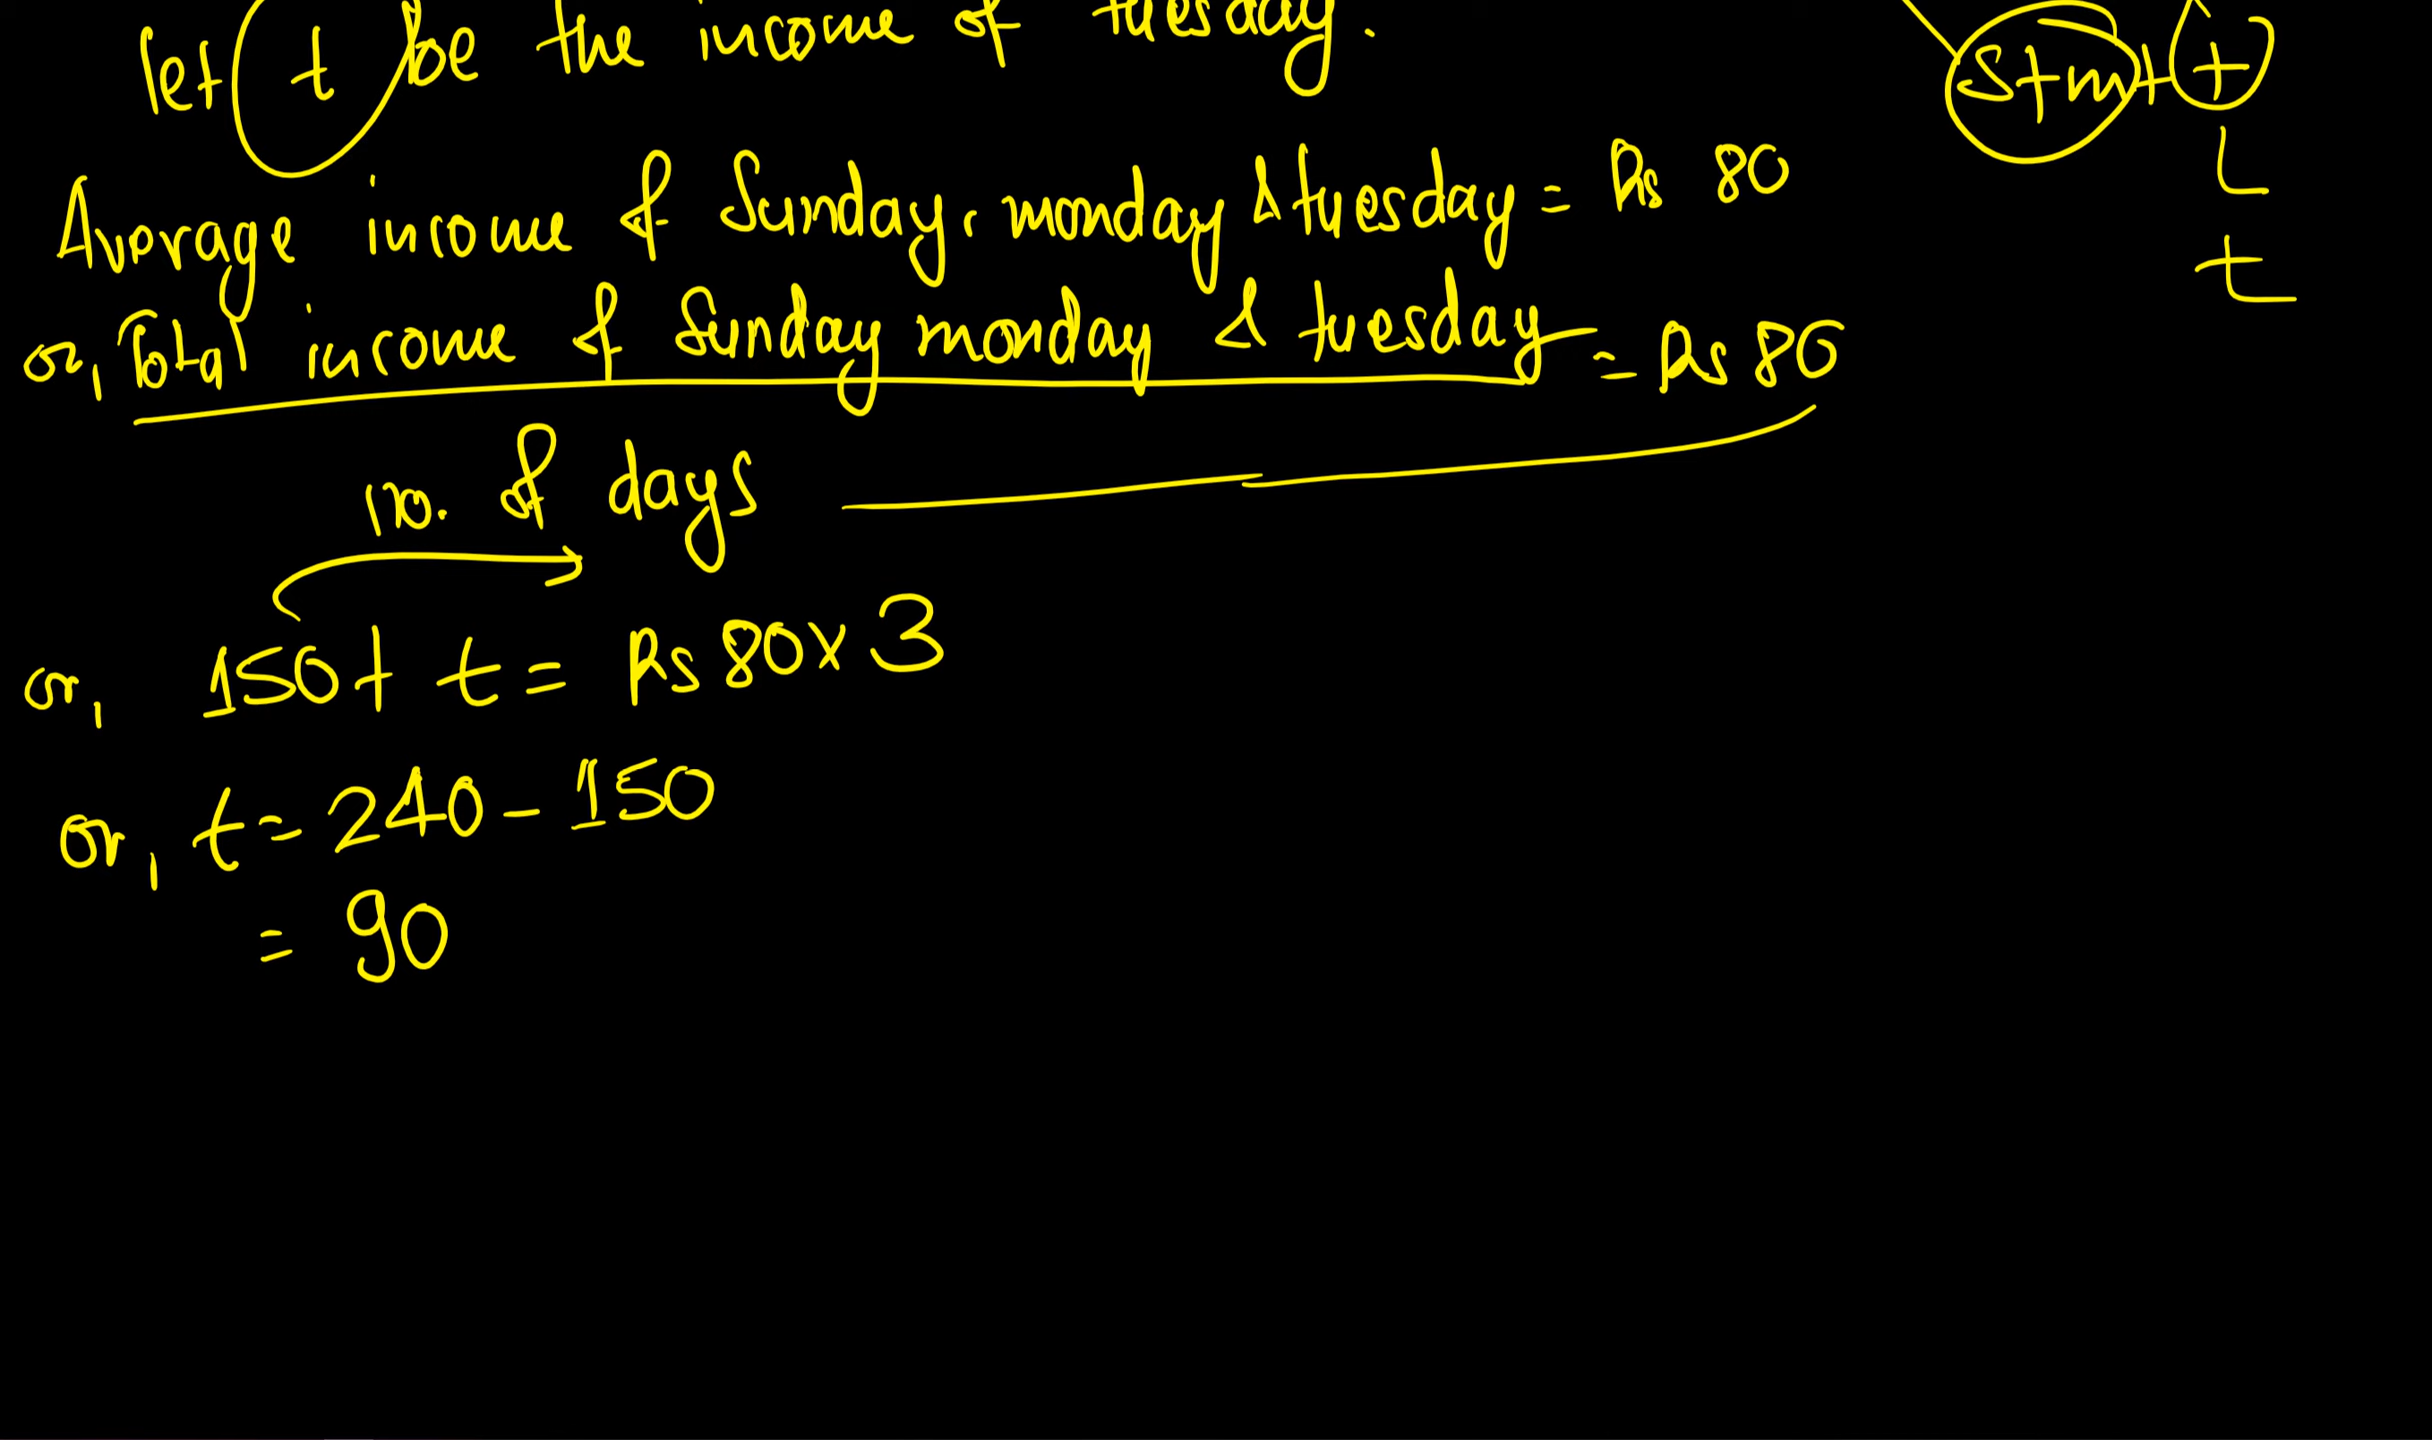 let t be the income of tuesday.
S+m+t
t
Average income of Sunday, monday & tuesday = Rs 80
or, Total income of Sunday monday & tuesday = Rs 80
no. of days
or, 150 + t = Rs 80 x 3
or, t = 240 - 150
= 90